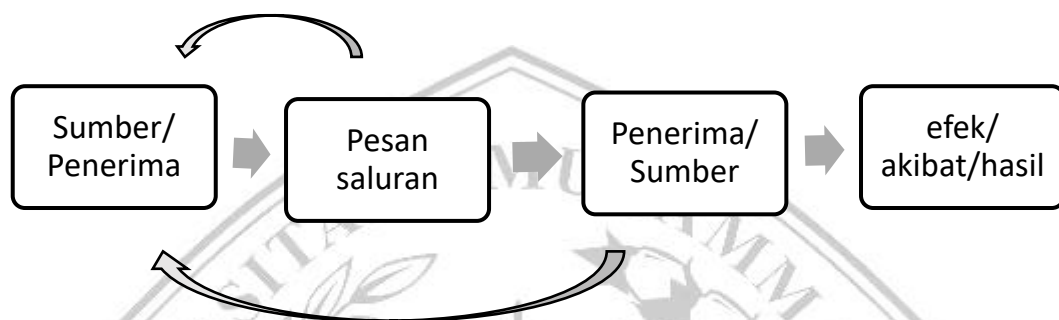 Sumber/
Penerima
Pesan
saluran
Penerima/
Sumber
efek/
akibat/hasil